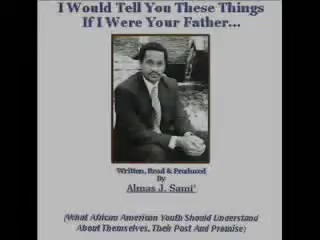 I Would Tell You These Things
If I Were Your Father...
Written, Read & Produced
By
Almas J. Sami'
(What African American Youth Should Understand
About Themselves, Their Past And Promise)